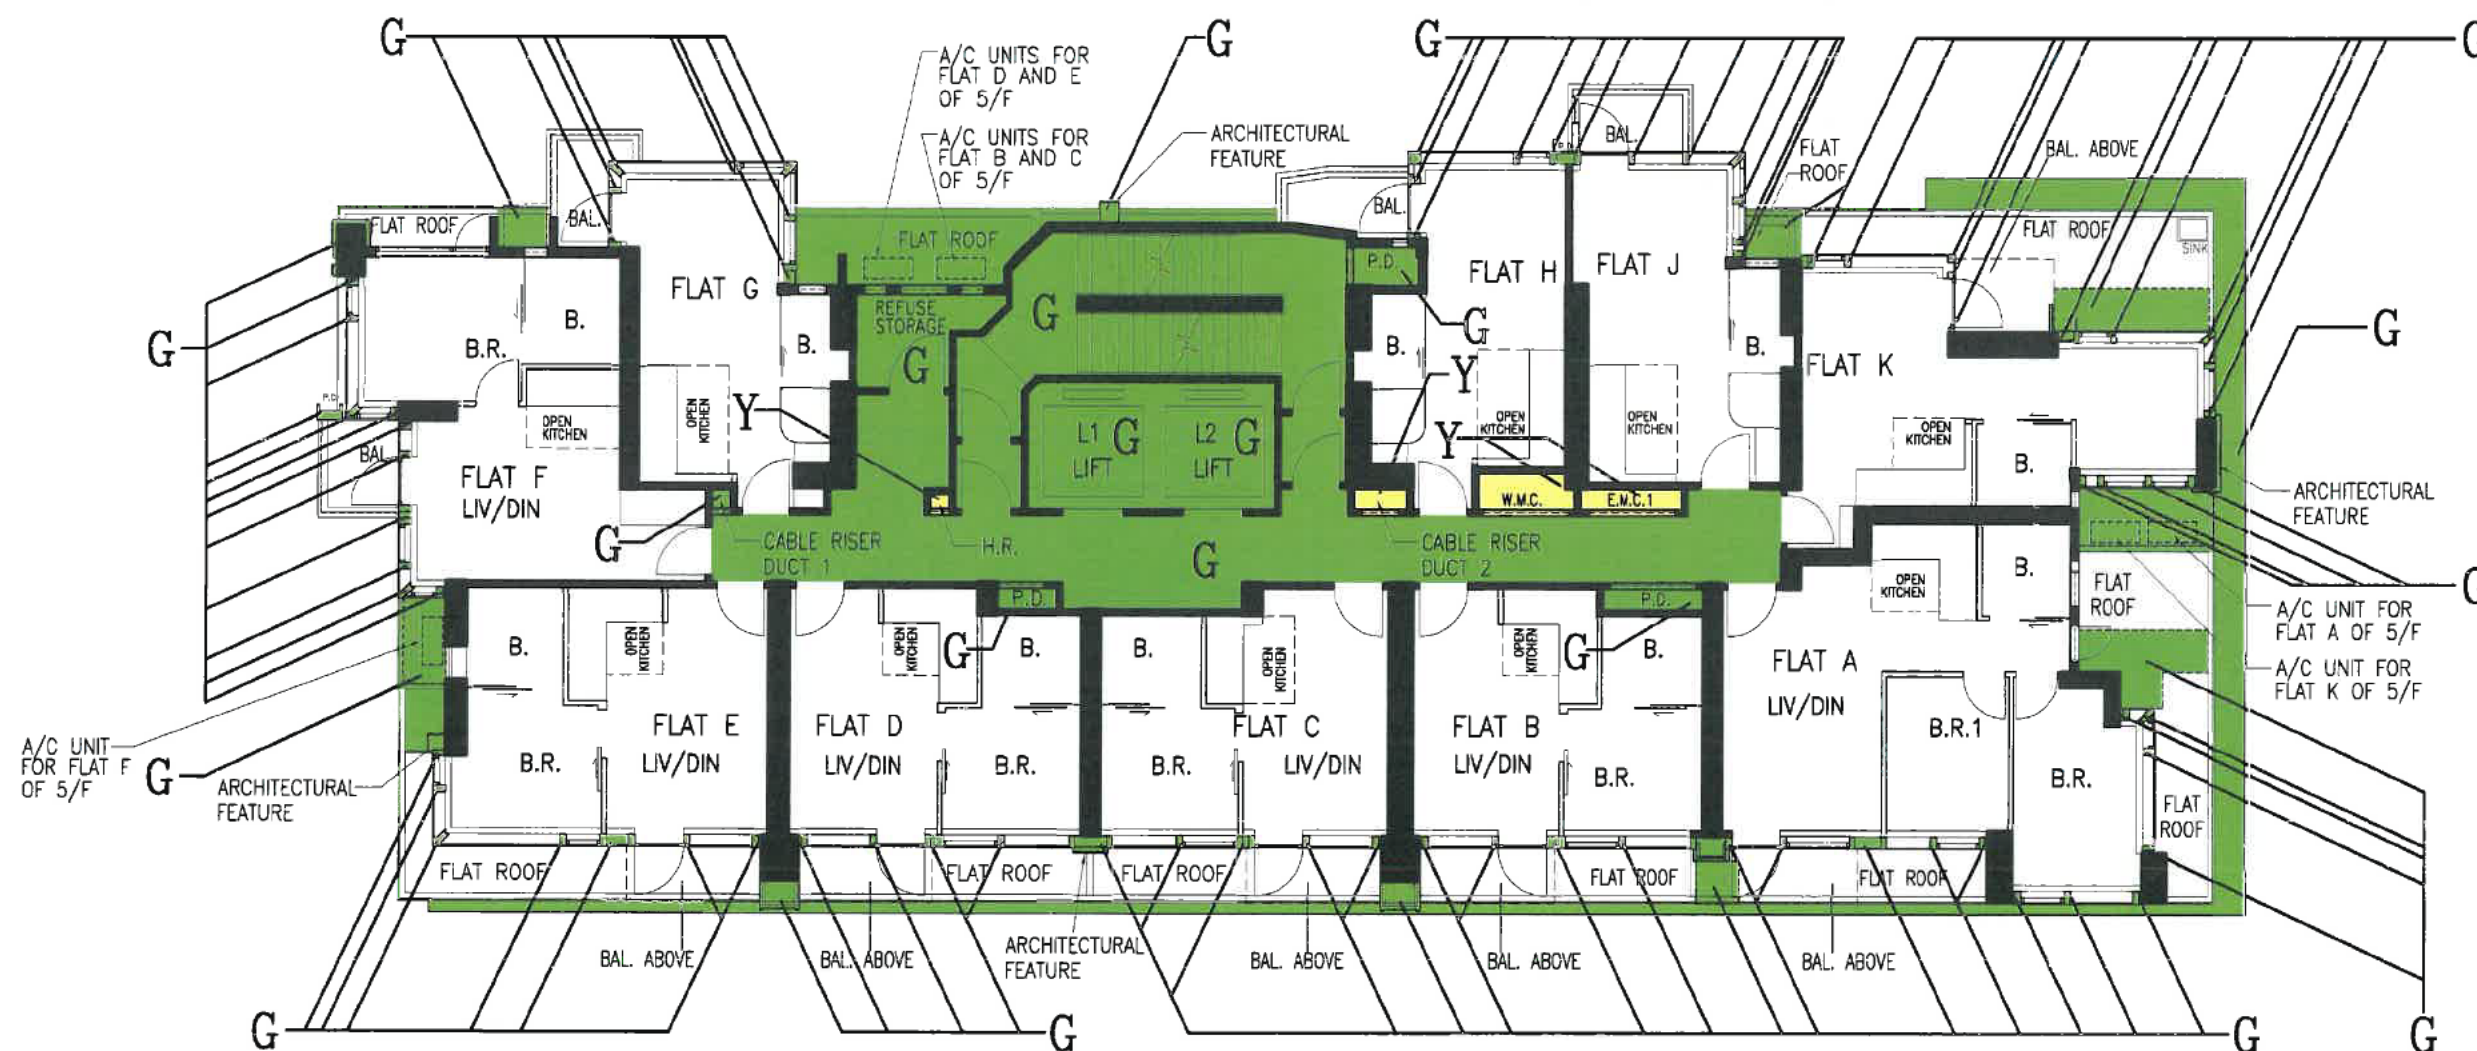 G
A/C UNITS FOR
FLAT D AND E
OF 5/F
G
G
G
A/C UNITS FOR
FLAT B AND C
OF 5/F
ARCHITECTURAL
FEATURE
BAL.
FLAT
ROOF
BAL. ABOVE
FLAT ROOF
BAL.
FLAT ROOF
BAL.
FLAT ROOF
SINK
P.D.
FLAT G
FLAT H
FLAT J
REFUSE
STORAGE
G
G
G
G
B.
B.R.
B.
G
B.
B.
FLAT K
P.D.
OPEN
KITCHEN
OPEN
KITCHEN
Y
Y
OPEN
KITCHEN
OPEN
KITCHEN
OPEN
KITCHEN
BAL.
L1
LIFT
G
L2
LIFT
G
Y
B.
FLAT F
LIV/DIN
W.M.C.
E.M.C.1
ARCHITECTURAL
FEATURE
G
CABLE RISER
DUCT 1
H.R.
G
CABLE RISER
DUCT 2
OPEN
KITCHEN
B.
FLAT
ROOF
G
A/C UNIT FOR
FLAT A OF 5/F
A/C UNIT FOR
FLAT K OF 5/F
P.D.
P.D.
B.
OPEN
KITCHEN
OPEN
KITCHEN
G
B.
B.
OPEN
KITCHEN
OPEN
KITCHEN
G
B.
FLAT A
LIV/DIN
FLAT E
LIV/DIN
FLAT D
LIV/DIN
FLAT C
LIV/DIN
FLAT B
LIV/DIN
B.R.
B.R.
B.R.
B.R.
B.R.1
B.R.
A/C UNIT
FOR FLAT F
OF 5/F
G
ARCHITECTURAL
FEATURE
FLAT
ROOF
FLAT ROOF
FLAT ROOF
FLAT ROOF
FLAT ROOF
FLAT ROOF
BAL. ABOVE
BAL. ABOVE
ARCHITECTURAL
FEATURE
BAL. ABOVE
BAL. ABOVE
BAL. ABOVE
G
G
G
G